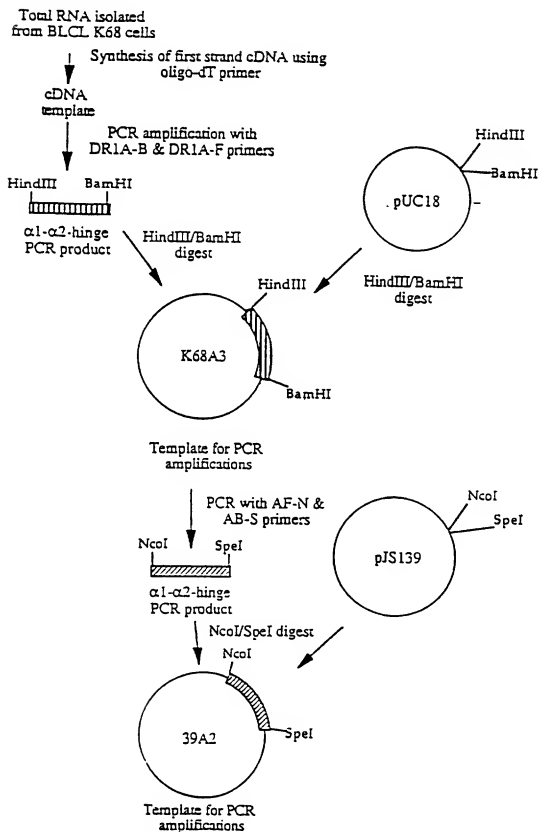 Total RNA isolated
from BLCL K68 cells
Synthesis of first strand cDNA using
oligo-dT primer
cDNA
template
PCR amplification with
DR1A-B & DR1A-F primers
HindIII BamHI
α1-α2-hinge
PCR product
HindIII/BamHI
digest
HindIII
BamHI
pUC18
HindIII/BamHI
digest
HindIII
K68A3
BamHI
Template for PCR
amplifications
PCR with AF-N &
AB-S primers
NcoI SpeI
α1-α2-hinge
PCR product
NcoI
SpeI
pJS139
NcoI/SpeI digest
NcoI
39A2
SpeI
Template for PCR
amplifications